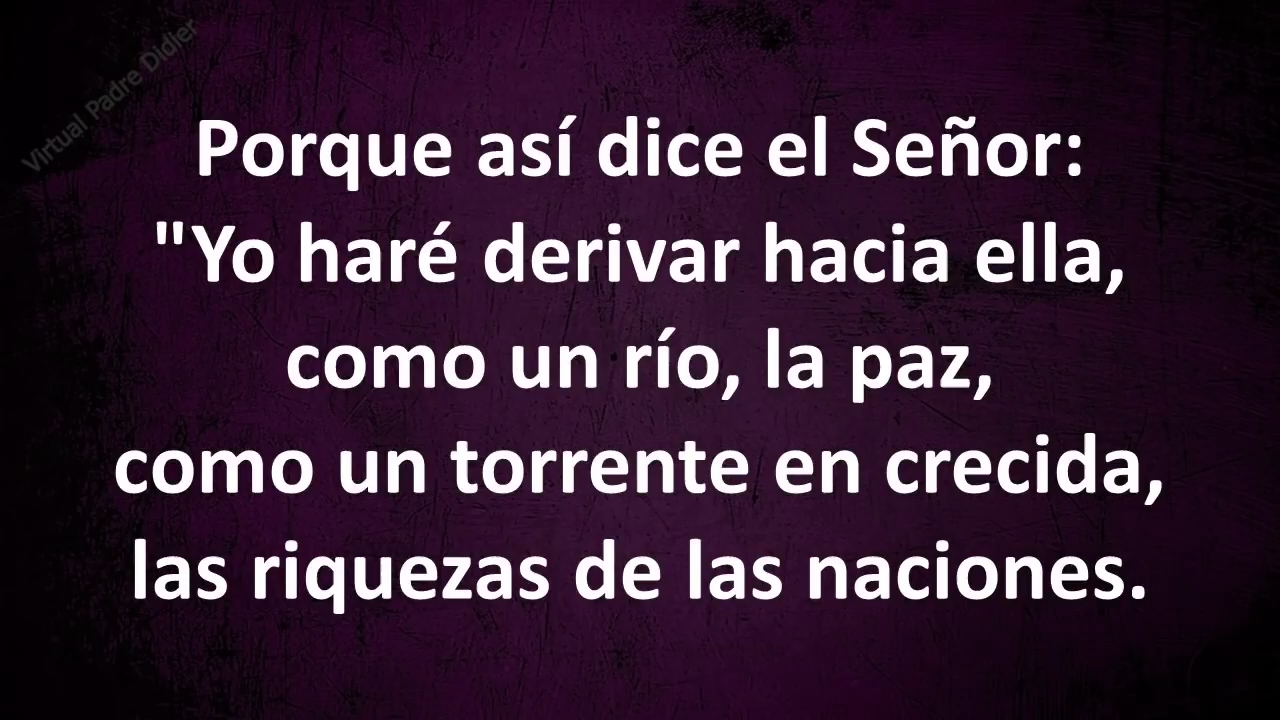 Virtual Padre Didier
Porque así dice el Señor:
"Yo haré derivar hacia ella,
como un río, la paz,
como un torrente en crecida,
las riquezas de las naciones.